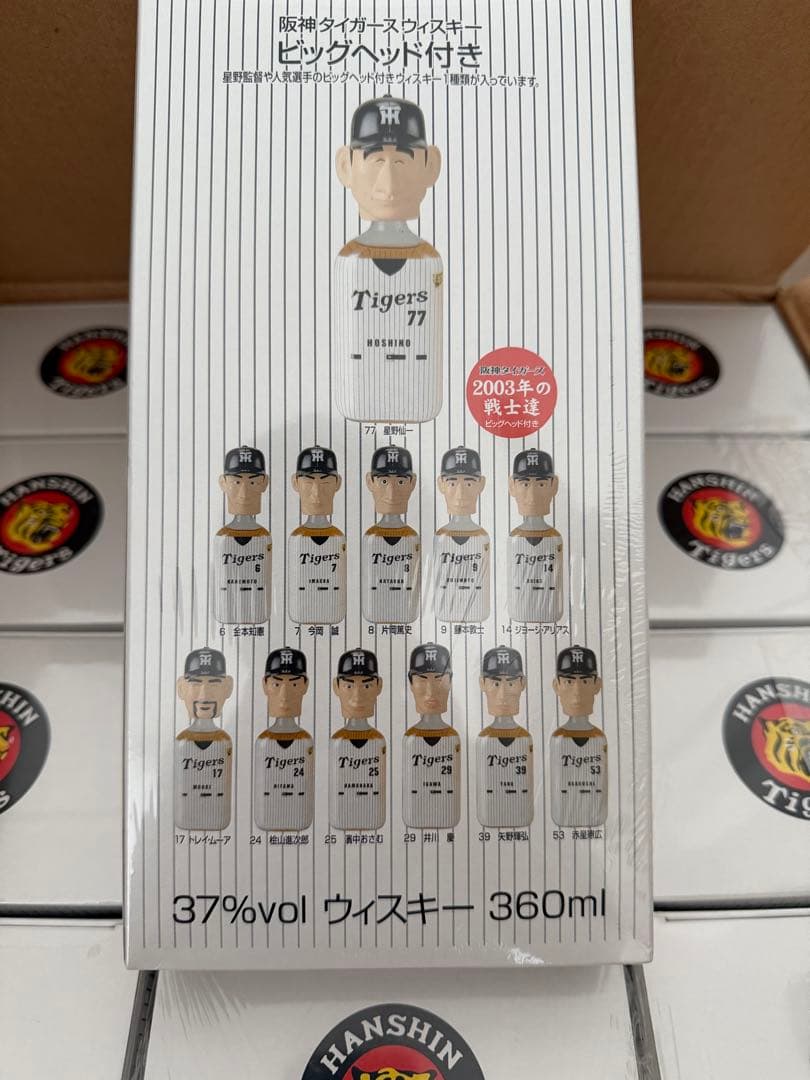 阪神タイガースウィスキー
ビッグヘッド付き
星野監督や人気選手のビッグヘッド付きウィスキー1種類が入っています。
Tigers
77
HOSHINO
77 星野仙一
阪神タイガース
2003年の
戦士達
ビッグヘッド付き
Tigers 6
Tigers 7
Tigers 8
Tigers 9
Tigers 14
KANEMOTO
IMAOKA
KATAOKA
FUJIMOTO
ARIAS
6 金本知憲
7 今岡 誠
8 片岡篤史
9 藤本敦士
14 ジョージ・アリアス
Tigers 17
Tigers 24
Tigers 25
Tigers 29
Tigers 39
Tigers 53
MOORE
HIYAMA
HAMANAKA
IGAWA
YANO
AKAHOSHI
17 トレイ・ムーア
24 桧山進次郎
25 濱中おさむ
29 井川 慶
39 矢野輝弘
53 赤星憲広
37%vol ウィスキー 360ml
HANSHIN
Tigers
HANSHIN
Tigers
HANSHIN
Tigers
HANSHIN
Tigers
HANSHIN
HANSHIN
Tig
HANSHIN